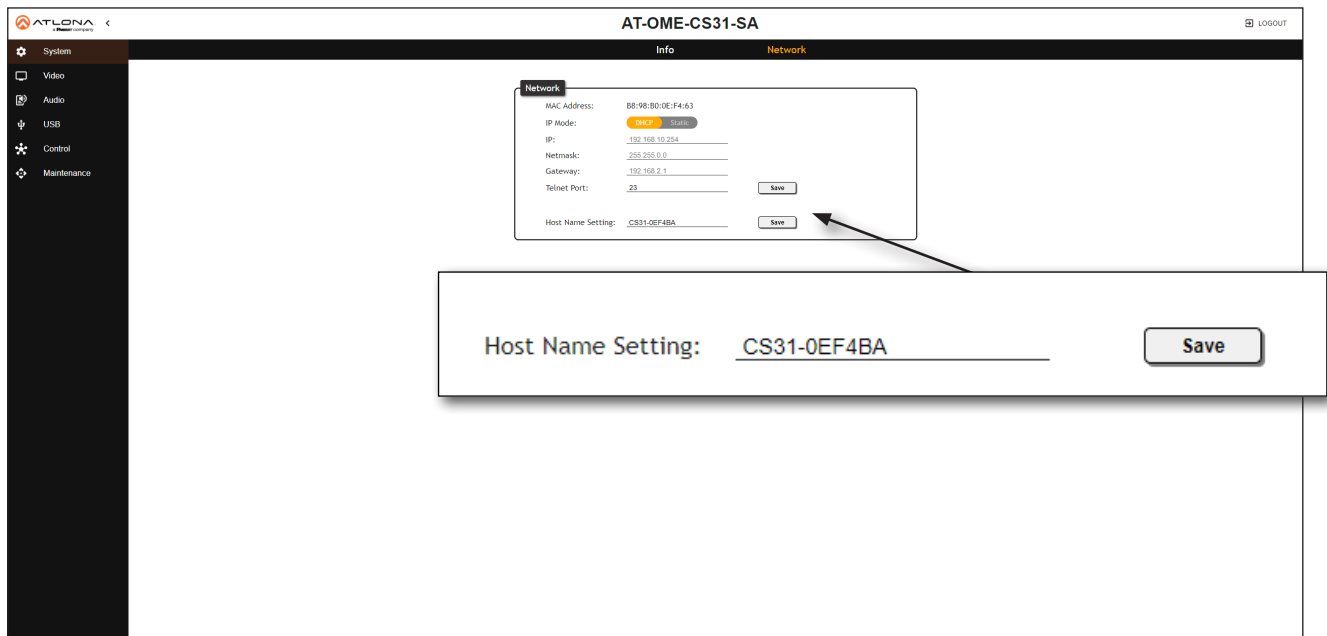 ATLONA
AT-OME-CS31-SA
LOGOUT
Info
Network
System
Video
Audio
USB
Control
Maintenance
Network
MAC Address: B8:98:B0:0E:F4:63
IP Mode: DHCP Static
IP: 192.168.10.254
Netmask: 255.255.0.0
Gateway: 192.168.2.1
Telnet Port: 23 Save
Host Name Setting: CS31-0EF4BA Save
Host Name Setting: CS31-0EF4BA Save